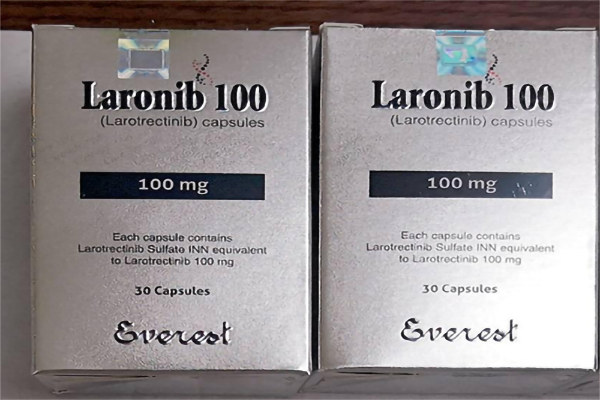 Laronib 100
(Larotrectinib) capsules
100 mg
Each capsule contains
Larotrectinib Sulfate INN equivalent
to Larotrectinib 100 mg
30 Capsules
Everest
Laronib 100
(Larotrectinib) capsules
100 mg
Each capsule contains
Larotrectinib Sulfate INN equivalent
to Larotrectinib 100 mg
30 Capsules
Everest